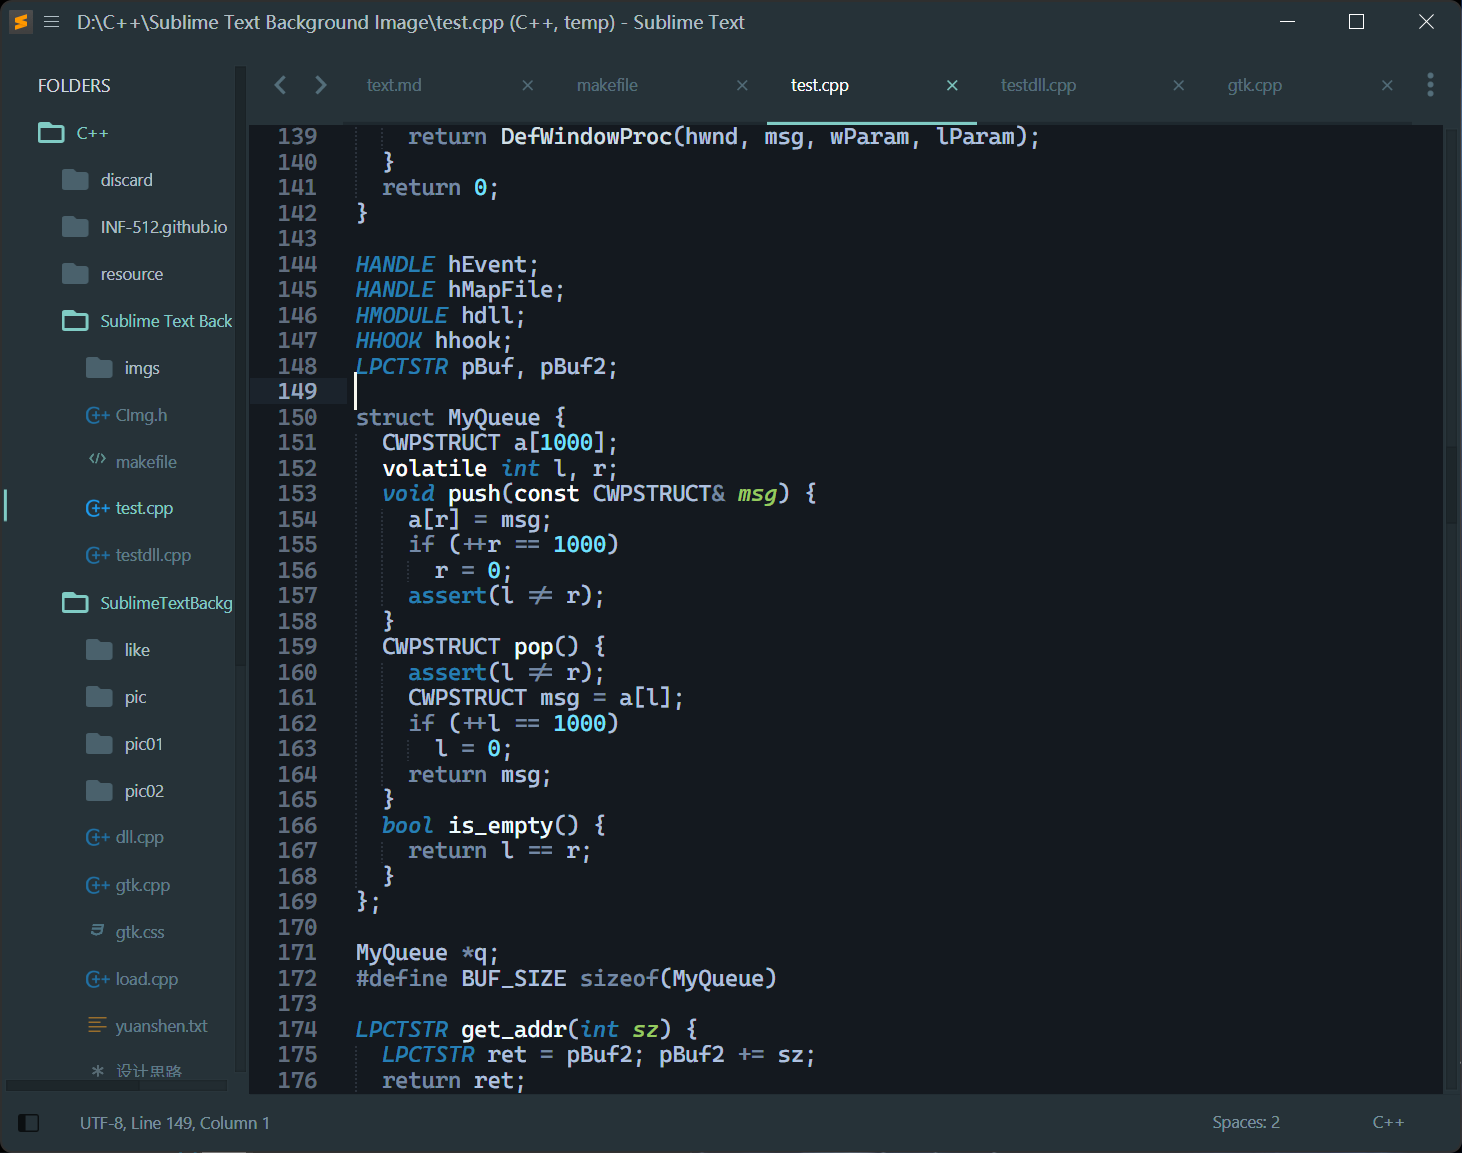 D:\C++\Sublime Text Background Image\test.cpp (C++, temp) - Sublime Text
FOLDERS
C++
discard
INF-512.github.io
resource
Sublime Text Back
imgs
CImg.h
makefile
test.cpp
testdll.cpp
SublimeTextBackg
like
pic
pic01
pic02
dll.cpp
gtk.cpp
gtk.css
load.cpp
yuanshen.txt
设计思路
text.md
makefile
test.cpp
testdll.cpp
gtk.cpp
139 return DefWindowProc(hwnd, msg, wParam, lParam);
140 }
141 return 0;
142 }
143
144 HANDLE hEvent;
145 HANDLE hMapFile;
146 HMODULE hdll;
147 HHOOK hhook;
148 LPCTSTR pBuf, pBuf2;
149
150 struct MyQueue {
151 CWPSTRUCT a[1000];
152 volatile int l, r;
153 void push(const CWPSTRUCT& msg) {
154 a[r] = msg;
155 if (++r == 1000)
156 r = 0;
157 assert(l != r);
158 }
159 CWPSTRUCT pop() {
160 assert(l != r);
161 CWPSTRUCT msg = a[l];
162 if (++l == 1000)
163 l = 0;
164 return msg;
165 }
166 bool is_empty() {
167 return l == r;
168 }
169 };
170
171 MyQueue *q;
172 #define BUF_SIZE sizeof(MyQueue)
173
174 LPCTSTR get_addr(int sz) {
175 LPCTSTR ret = pBuf2; pBuf2 += sz;
176 return ret;
UTF-8, Line 149, Column 1
Spaces: 2
C++